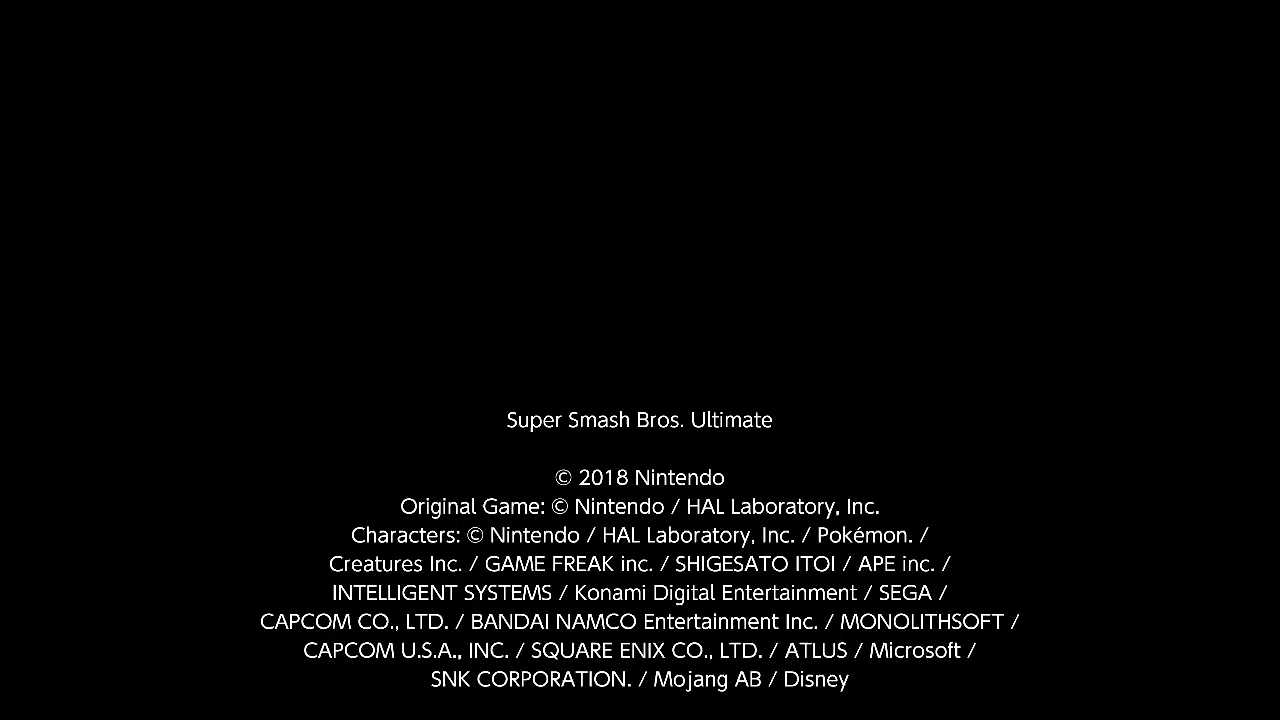 Super Smash Bros. Ultimate
© 2018 Nintendo
Original Game: © Nintendo / HAL Laboratory, Inc.
Characters: © Nintendo / HAL Laboratory, Inc. / Pokémon. /
Creatures Inc. / GAME FREAK inc. / SHIGESATO ITOI / APE inc. /
INTELLIGENT SYSTEMS / Konami Digital Entertainment / SEGA /
CAPCOM CO., LTD. / BANDAI NAMCO Entertainment Inc. / MONOLITHSOFT /
CAPCOM U.S.A., INC. / SQUARE ENIX CO., LTD. / ATLUS / Microsoft /
SNK CORPORATION. / Mojang AB / Disney